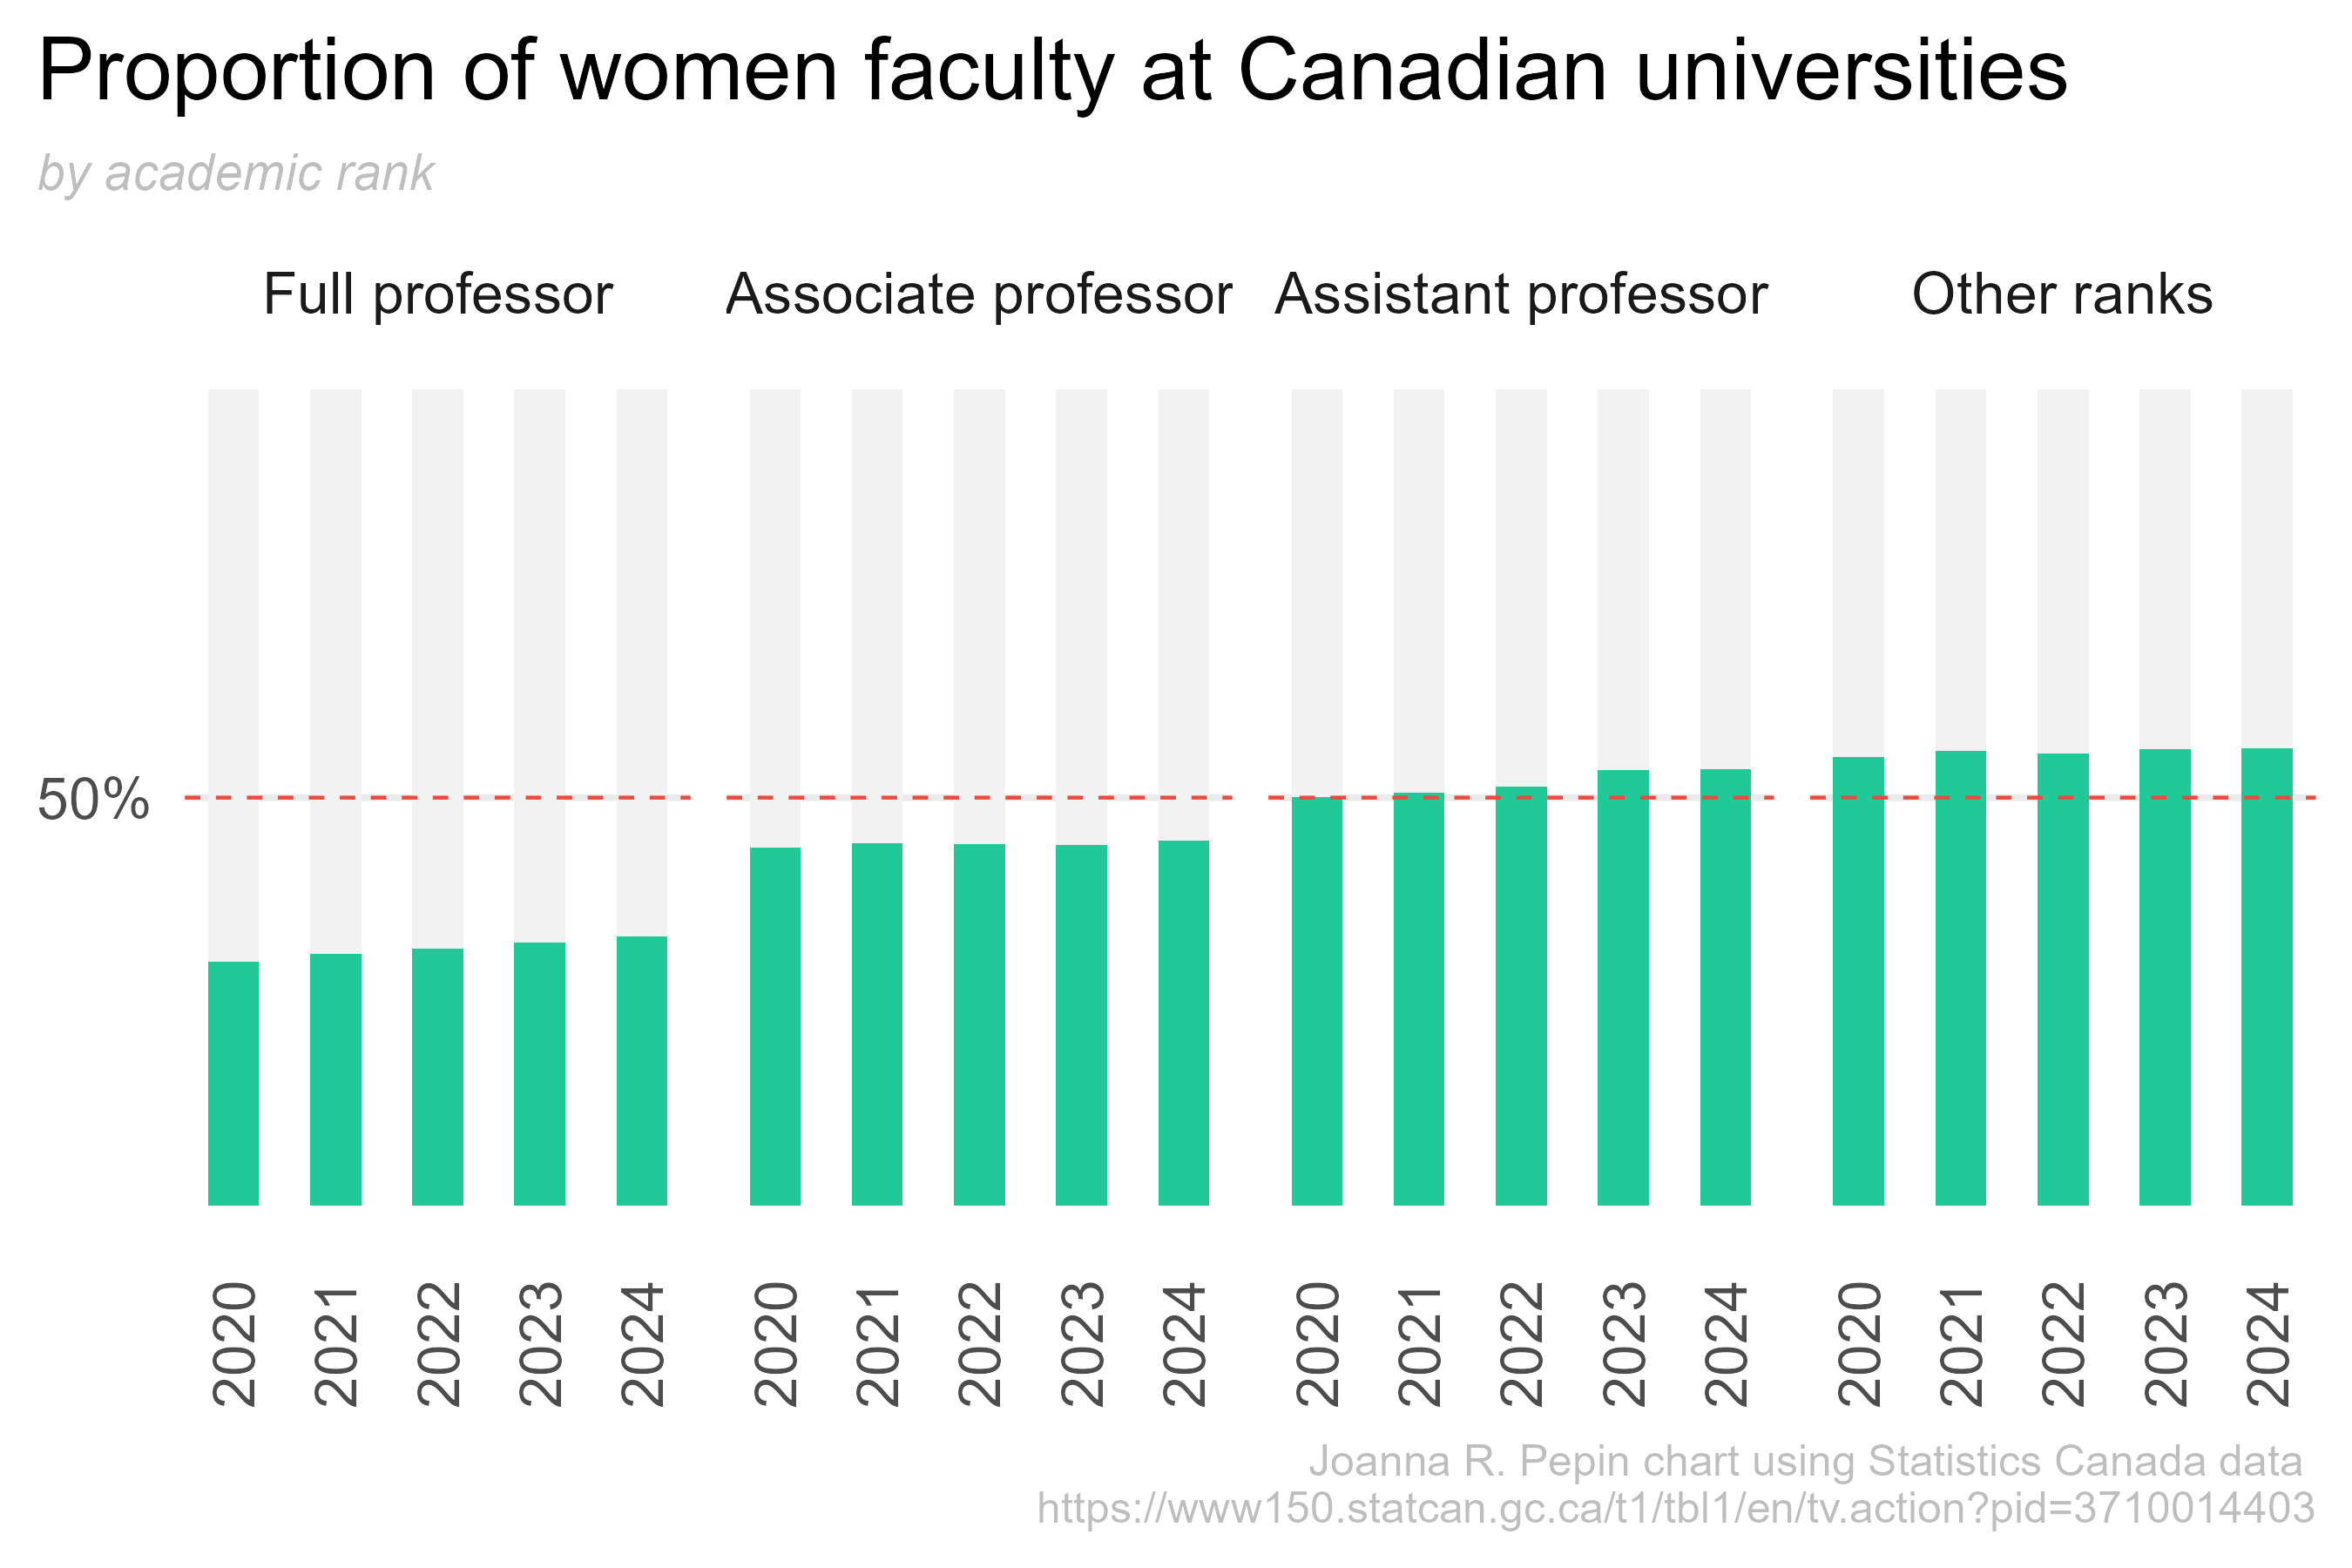 Proportion of women faculty at Canadian universities
by academic rank
Full professor
Associate professor
Assistant professor
Other ranks
50%
2020
2021
2022
2023
2024
2020
2021
2022
2023
2024
2020
2021
2022
2023
2024
2020
2021
2022
2023
2024
Joanna R. Pepin chart using Statistics Canada data
https://www150.statcan.gc.ca/t1/tbl1/en/tv.action?pid=3710014403